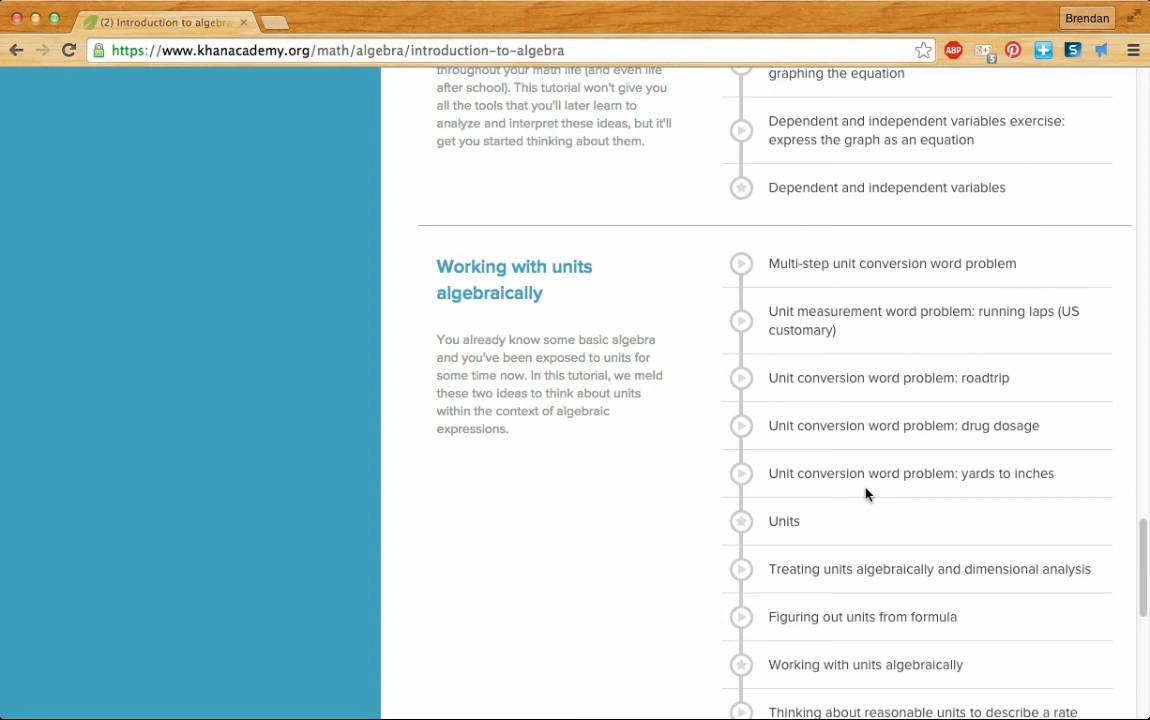 (2) Introduction to algebra
Brendan
https://www.khanacademy.org/math/algebra/introduction-to-algebra
ABP
g+1
5
S
throughout your math life (and even life
after school). This tutorial won't give you
all the tools that you'll later learn to
analyze and interpret these ideas, but it'll
get you started thinking about them.
graphing the equation
Dependent and independent variables exercise:
express the graph as an equation
Dependent and independent variables
Working with units
algebraically
You already know some basic algebra
and you've been exposed to units for
some time now. In this tutorial, we meld
these two ideas to think about units
within the context of algebraic
expressions.
Multi-step unit conversion word problem
Unit measurement word problem: running laps (US
customary)
Unit conversion word problem: roadtrip
Unit conversion word problem: drug dosage
Unit conversion word problem: yards to inches
Units
Treating units algebraically and dimensional analysis
Figuring out units from formula
Working with units algebraically
Thinking about reasonable units to describe a rate